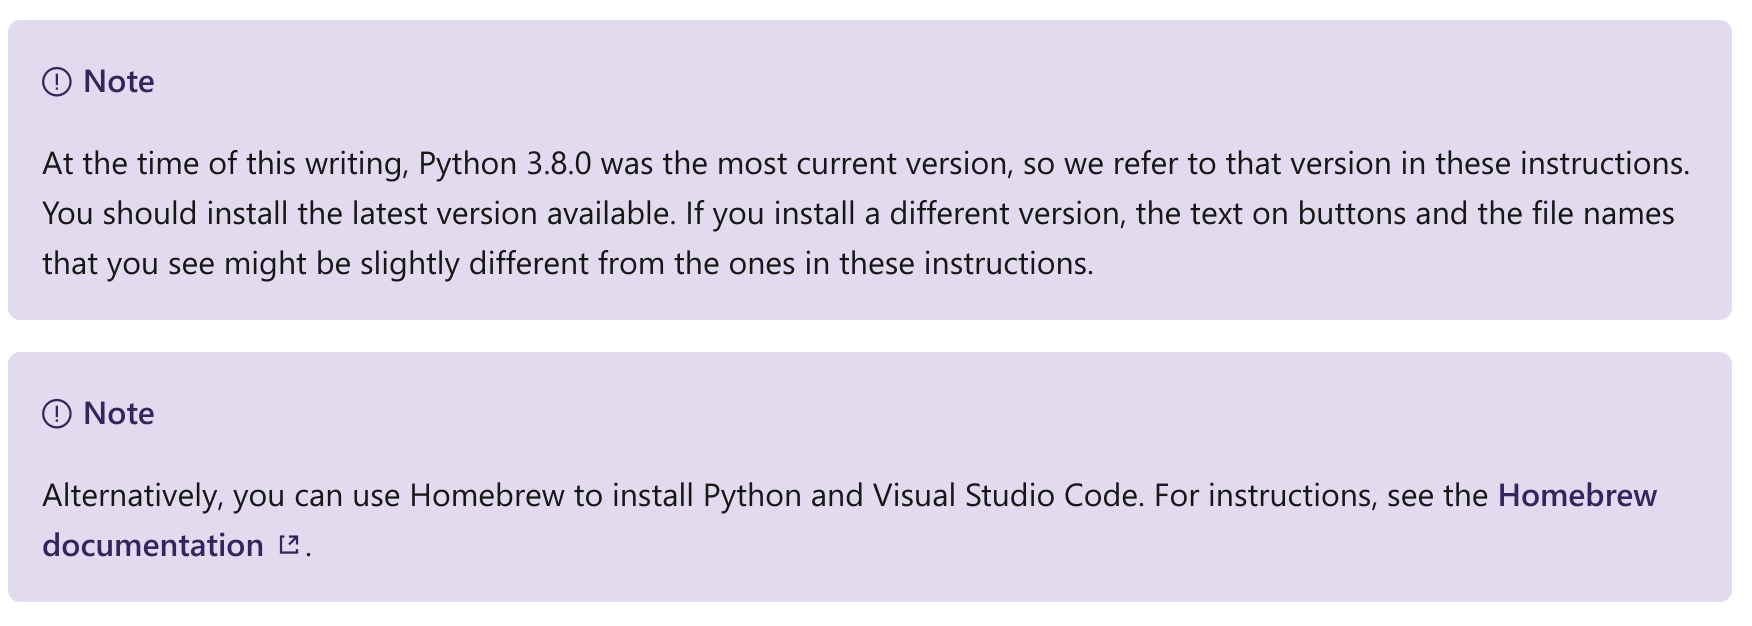 Note
At the time of this writing, Python 3.8.0 was the most current version, so we refer to that version in these instructions.
You should install the latest version available. If you install a different version, the text on buttons and the file names
that you see might be slightly different from the ones in these instructions.
Note
Alternatively, you can use Homebrew to install Python and Visual Studio Code. For instructions, see the Homebrew
documentation .